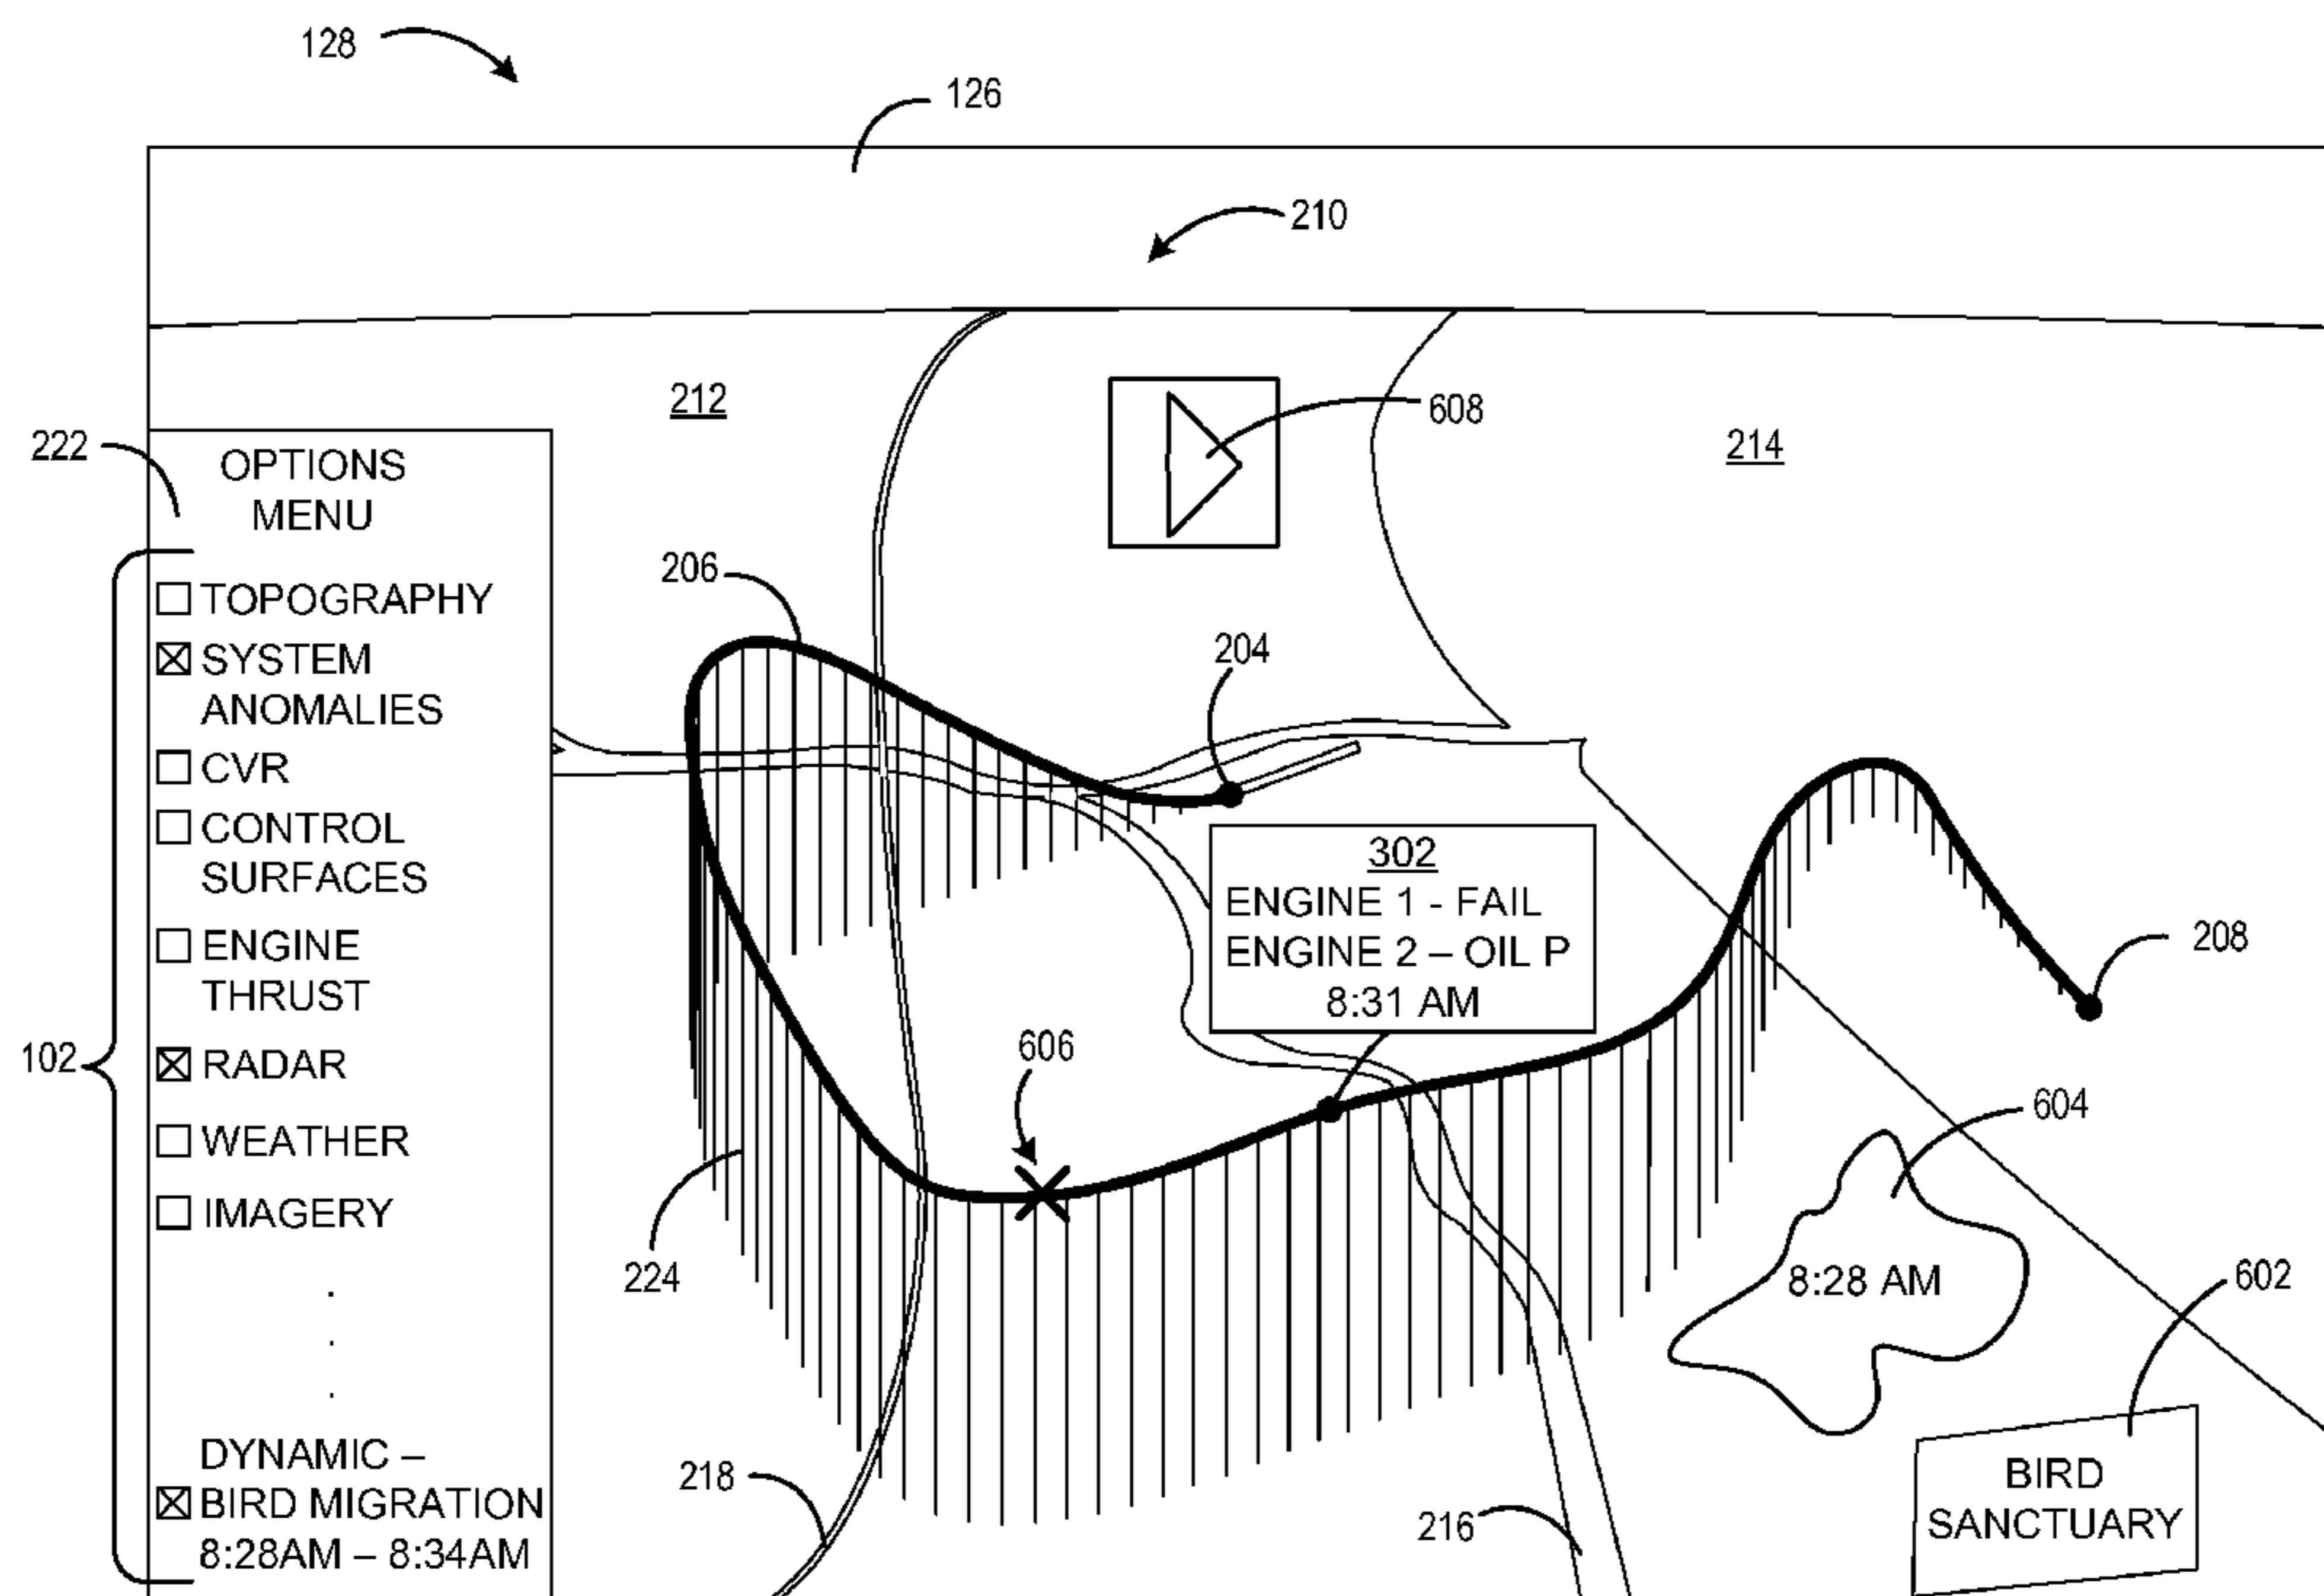 128
126
210
212
608
214
222
OPTIONS
MENU
206
TOPOGRAPHY
204
SYSTEM
ANOMALIES
CVR
CONTROL
SURFACES
302
ENGINE 1 - FAIL
ENGINE 2 – OIL P
8:31 AM
208
ENGINE
THRUST
102
RADAR
606
604
WEATHER
IMAGERY
224
8:28 AM
602
DYNAMIC –
BIRD MIGRATION
8:28AM – 8:34AM
218
216
BIRD
SANCTUARY